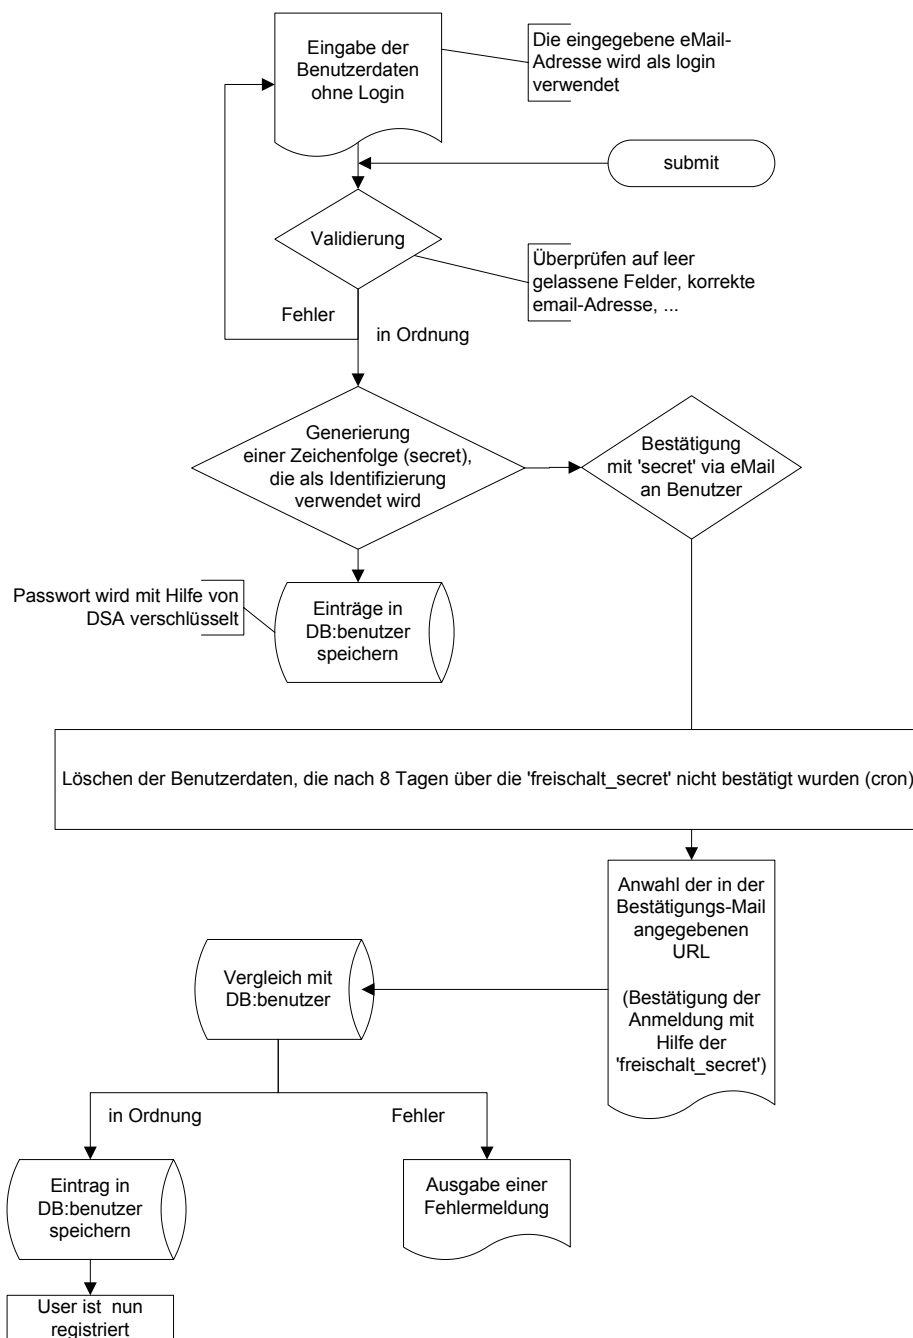 Eingabe der
Benutzerdaten
ohne Login
Die eingegebene eMail-
Adresse wird als login
verwendet
submit
Validierung
Überprüfen auf leer
gelassene Felder, korrekte
email-Adresse, ...
Fehler
in Ordnung
Generierung
einer Zeichenfolge (secret),
die als Identifizierung
verwendet wird
Bestätigung
mit 'secret' via eMail
an Benutzer
Passwort wird mit Hilfe von
DSA verschlüsselt
Einträge in
DB:benutzer
speichern
Löschen der Benutzerdaten, die nach 8 Tagen über die 'freischalt_secret' nicht bestätigt wurden (cron)
Anwahl der in der
Bestätigungs-Mail
angegebenen
URL
(Bestätigung der
Anmeldung mit
Hilfe der
'freischalt_secret')
Vergleich mit
DB:benutzer
in Ordnung
Fehler
Eintrag in
DB:benutzer
speichern
Ausgabe einer
Fehlermeldung
User ist nun
registriert